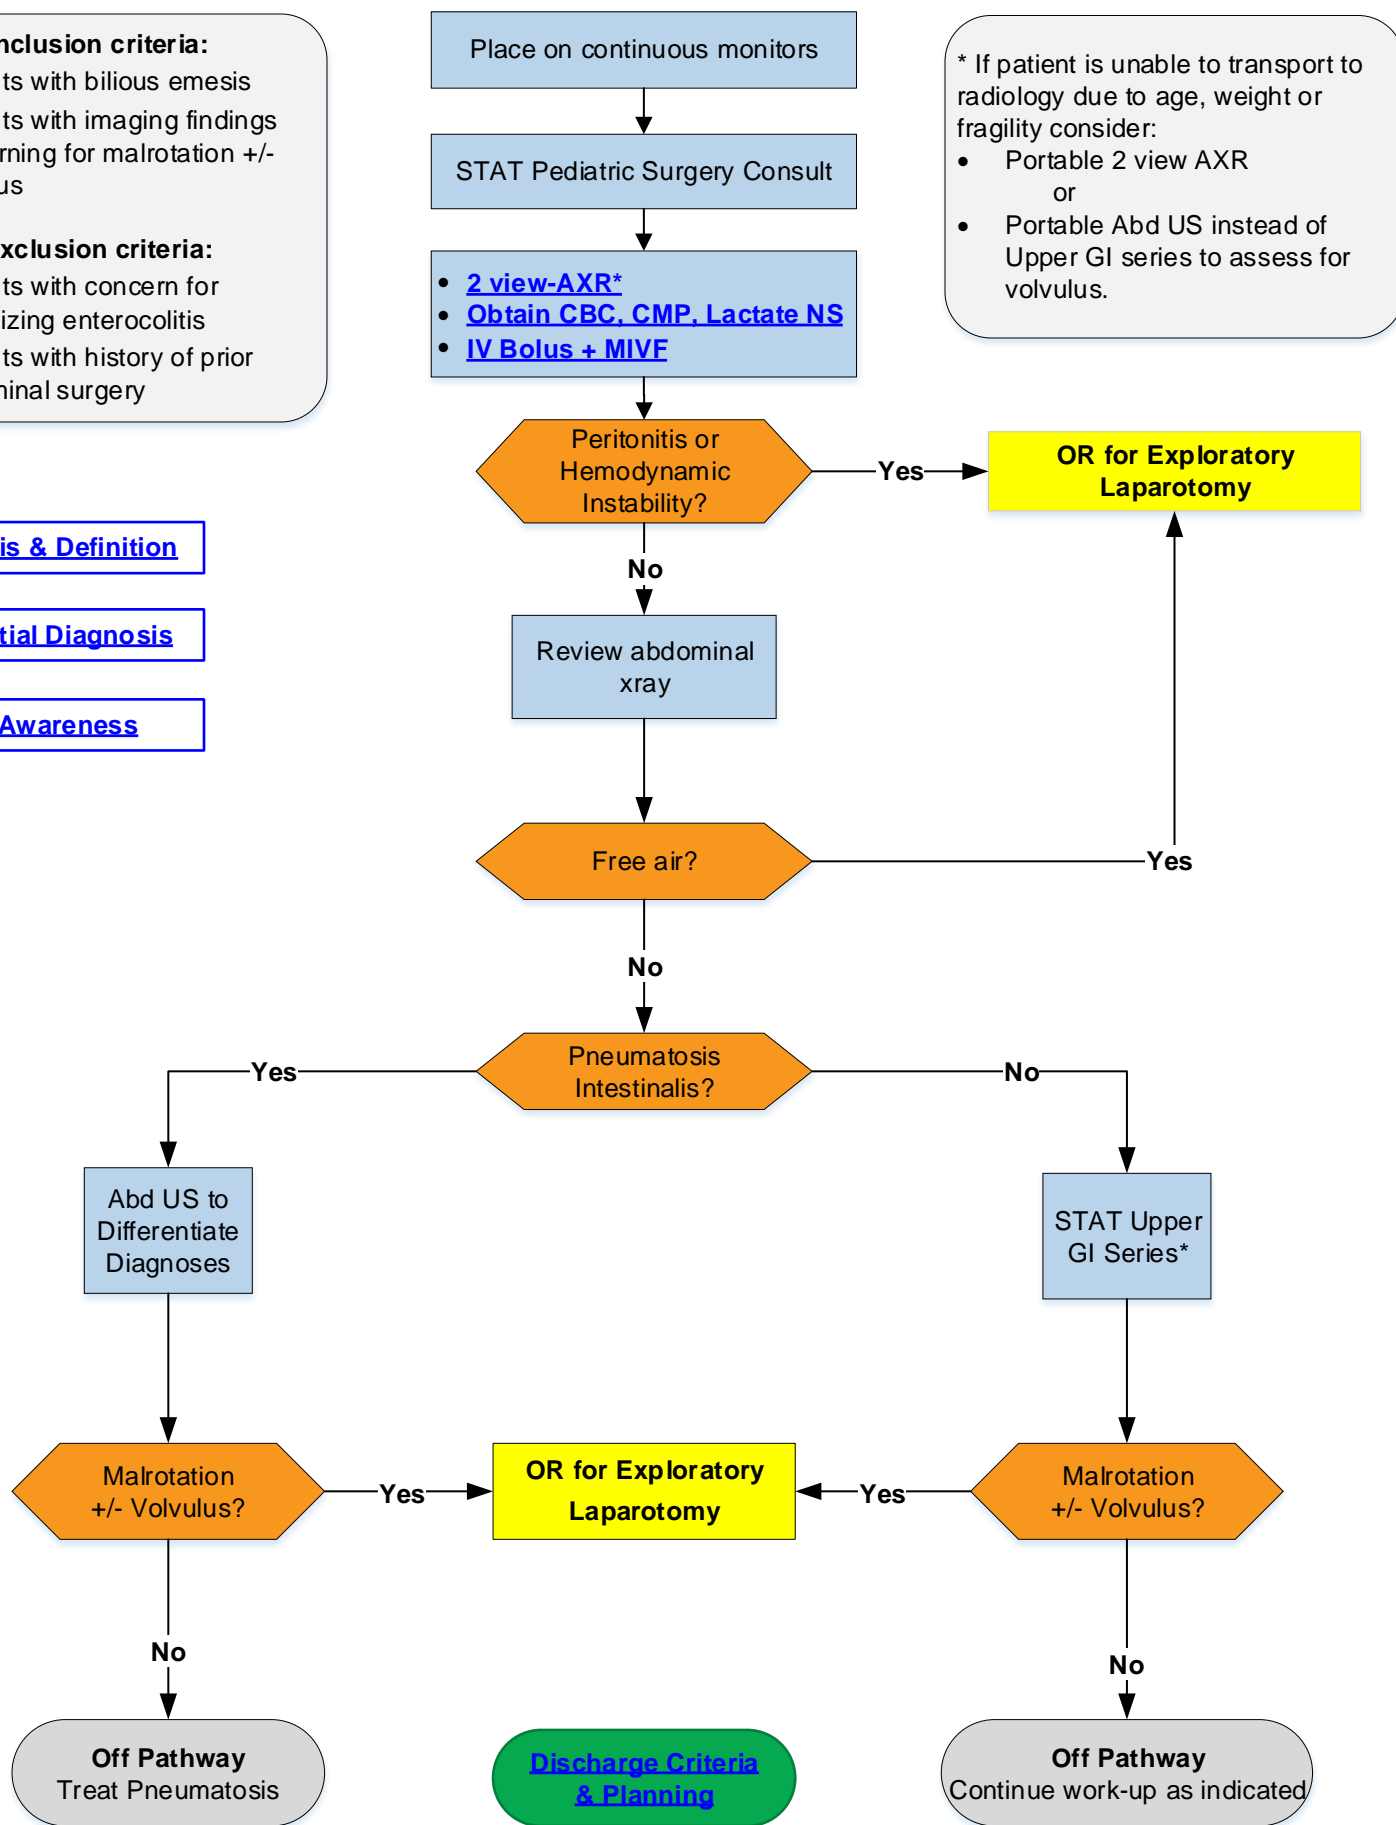 nclusion criteria:
ts with bilious emesis
ts with imaging findings
rning for malrotation +/-
us
xclusion criteria:
ts with concern for
izing enterocolitis
ts with history of prior
minal surgery
is & Definition
tial Diagnosis
Awareness
Place on continuous monitors
STAT Pediatric Surgery Consult
• 2 view-AXR*
• Obtain CBC, CMP, Lactate NS
• IV Bolus + MIVF
* If patient is unable to transport to
radiology due to age, weight or
fragility consider:
• Portable 2 view AXR
or
• Portable Abd US instead of
Upper GI series to assess for
volvulus.
Peritonitis or
Hemodynamic
Instability?
Yes
OR for Exploratory
Laparotomy
No
Review abdominal
xray
Free air?
Yes
No
Pneumatosis
Intestinalis?
Yes
No
Abd US to
Differentiate
Diagnoses
STAT Upper
GI Series*
Malrotation
+/- Volvulus?
Yes
OR for Exploratory
Laparotomy
Yes
Malrotation
+/- Volvulus?
No
No
Off Pathway
Treat Pneumatosis
Discharge Criteria
& Planning
Off Pathway
Continue work-up as indicated